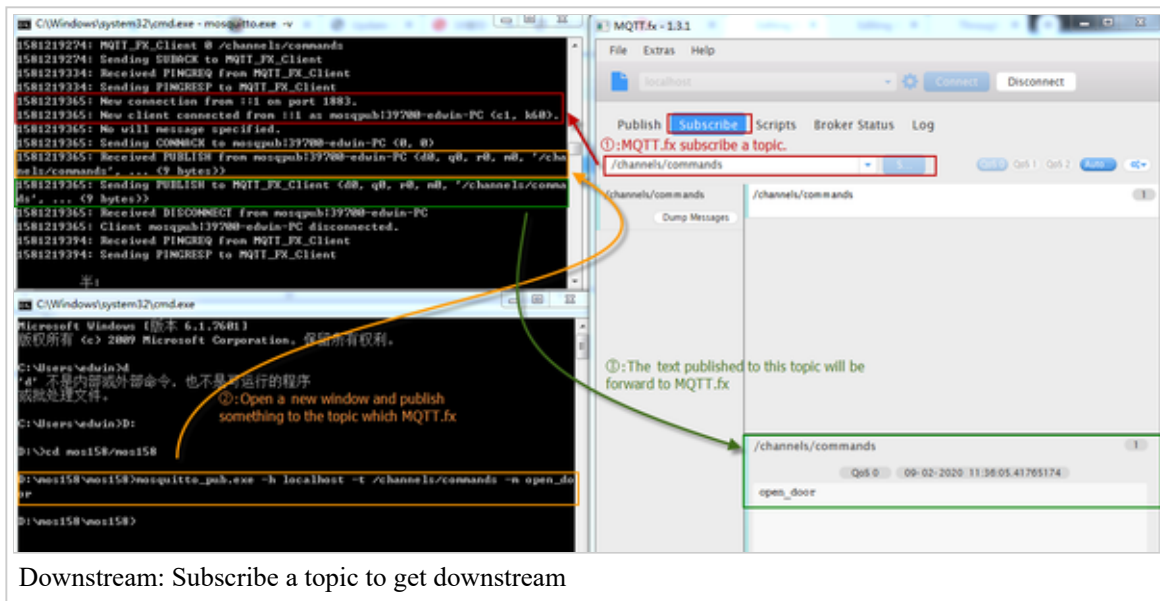 C:\Windows\system32\cmd.exe - mosquitto.exe -v
1581219274: MQTT_FX_Client 0 /channels/commands
1581219274: Sending SUBACK to MQTT_FX_Client
1581219334: Received PINGREQ from MQTT_FX_Client
1581219334: Sending PINGRESP to MQTT_FX_Client
1581219365: New connection from ::1 on port 1883.
1581219365: New client connected from ::1 as mosqpub|39700-edwin-PC (c1, k60).
1581219365: No will message specified.
1581219365: Sending CONNACK to mosqpub|39700-edwin-PC (0, 0)
1581219365: Received PUBLISH from mosqpub|39700-edwin-PC (d0, q0, r0, m0, '/chan
nels/commands', ... (9 bytes))
1581219365: Sending PUBLISH to MQTT_FX_Client (d0, q0, r0, m0, '/channels/comman
ds', ... (9 bytes))
1581219365: Received DISCONNECT from mosqpub|39700-edwin-PC
1581219365: Client mosqpub|39700-edwin-PC disconnected.
1581219394: Received PINGREQ from MQTT_FX_Client
1581219394: Sending PINGRESP to MQTT_FX_Client
半:
C:\Windows\system32\cmd.exe
Microsoft Windows [版本 6.1.7601]
版权所有 (c) 2009 Microsoft Corporation。保留所有权利。
C:\Users\edwin>d
'd' 不是内部或外部命令，也不是可运行的程序
或批处理文件。
②:Open a new window and publish
something to the topic which MQTT.fx
C:\Users\edwin>D:
D:\>cd mos158/mos158
D:\mos158\mos158>mosquitto_pub.exe -h localhost -t /channels/commands -m open_do
or
D:\mos158\mos158>
MQTT.fx - 1.3.1
File Extras Help
localhost
Connect
Disconnect
Publish Subscribe Scripts Broker Status Log
①:MQTT.fx subscribe a topic.
/channels/commands
S
QoS 0 QoS 1 QoS 2 Auto
/channels/commands
Dump Messages
/channels/commands 1
③:The text published to this topic will be
forward to MQTT.fx
/channels/commands 1
QoS 0 09-02-2020 11:36:05.41765174
open_door
Downstream: Subscribe a topic to get downstream